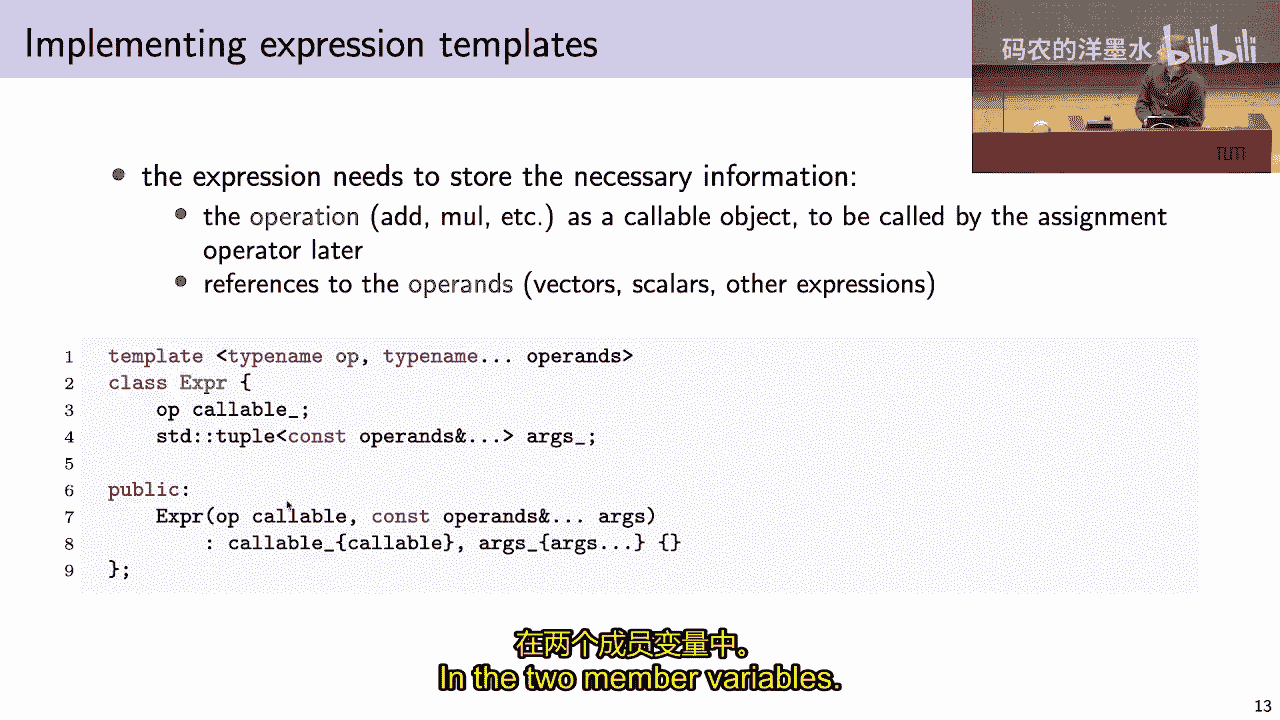 Implementing expression templates
码农的洋墨水
bilibili
TUM
the expression needs to store the necessary information:
the operation (add, mul, etc.) as a callable object, to be called by the assignment
operator later
references to the operands (vectors, scalars, other expressions)
1 template <typename op, typename... operands>
2 class Expr {
3 op callable_;
4 std::tuple<const operands&...> args_;
5
6 public:
7 Expr(op callable, const operands&... args)
8 : callable_{callable}, args_{args...} {}
9 };
在两个成员变量中。
In the two member variables.
13